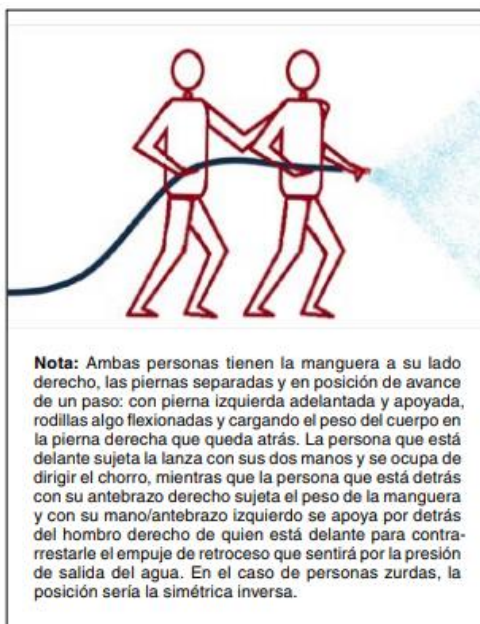 Nota: Ambas personas tienen la manguera a su lado
derecho, las piernas separadas y en posición de avance
de un paso: con pierna izquierda adelantada y apoyada,
rodillas algo flexionadas y cargando el peso del cuerpo en
la pierna derecha que queda atrás. La persona que está
delante sujeta la lanza con sus dos manos y se ocupa de
dirigir el chorro, mientras que la persona que está detrás
con su antebrazo derecho sujeta el peso de la manguera
y con su mano/antebrazo izquierdo se apoya por detrás
del hombro derecho de quien está delante para contra-
rrestarle el empuje de retroceso que sentirá por la presión
de salida del agua. En el caso de personas zurdas, la
posición sería la simétrica inversa.